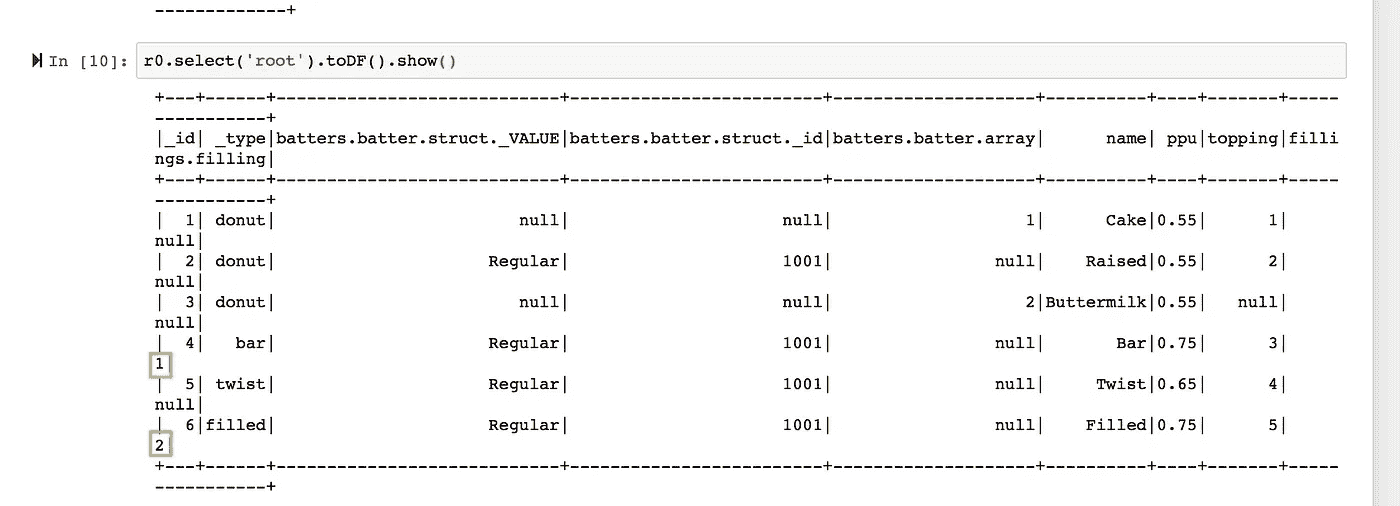 -------------+
In [10]: r0.select('root').toDF().show()
+---+------+----------------------------+-------------------------+--------------------+----------+----+-------+-----
-----------+
|_id| _type|batters.batter.struct._VALUE|batters.batter.struct._id|batters.batter.array|      name| ppu|topping|filli
ngs.filling|
+---+------+----------------------------+-------------------------+--------------------+----------+----+-------+-----
-----------+
|  1| donut|                        null|                     null|                   1|      Cake|0.55|      1|
null|
|  2| donut|                     Regular|                     1001|                null|    Raised|0.55|      2|
null|
|  3| donut|                        null|                     null|                   2|Buttermilk|0.55|   null|
null|
|  4|   bar|                     Regular|                     1001|                null|       Bar|0.75|      3|
1|
|  5| twist|                     Regular|                     1001|                null|     Twist|0.65|      4|
null|
|  6|filled|                     Regular|                     1001|                null|    Filled|0.75|      5|
2|
+---+------+----------------------------+-------------------------+--------------------+----------+----+-------+-----
-----------+